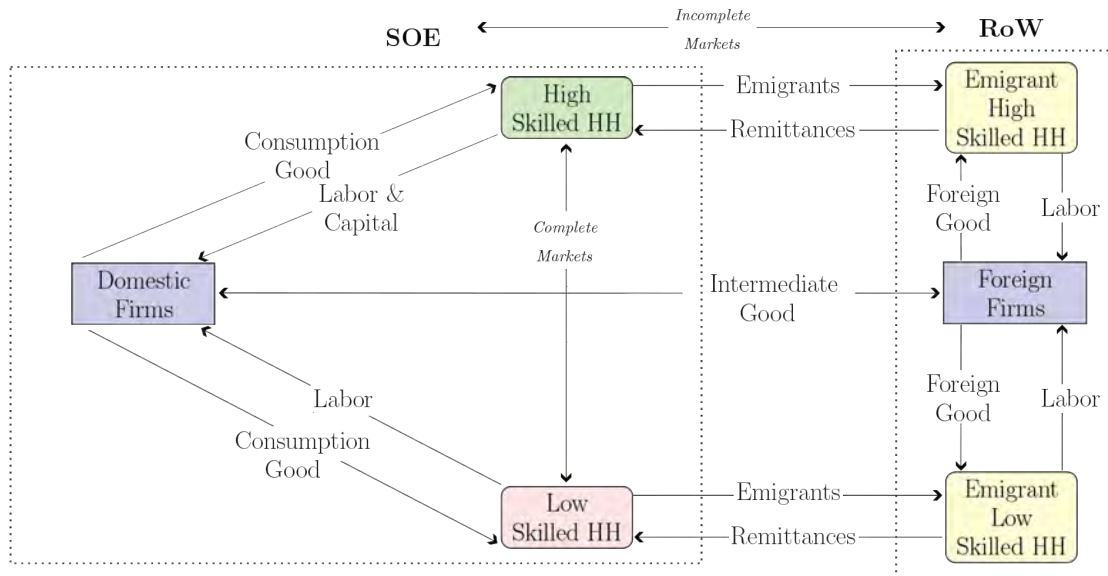 Incomplete
Markets
SOE
RoW
High
Skilled HH
Emigrants
Remittances
Emigrant
High
Skilled HH
Consumption
Good
Labor &
Capital
Complete
Markets
Foreign
Good
Labor
Domestic
Firms
Intermediate
Good
Foreign
Firms
Labor
Consumption
Good
Foreign
Good
Labor
Low
Skilled HH
Emigrants
Remittances
Emigrant
Low
Skilled HH